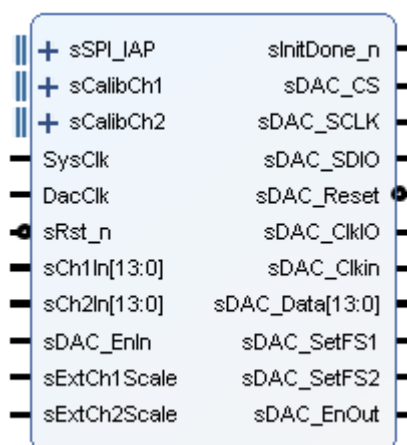 sSPI_IAP sInitDone_n
sCalibCh1 sDAC_CS
sCalibCh2 sDAC_SCLK
SysClk sDAC_SDIO
DacClk sDAC_Reset
sRst_n sDAC_ClkIO
sCh1In[13:0] sDAC_Clkin
sCh2In[13:0] sDAC_Data[13:0]
sDAC_EnIn sDAC_SetFS1
sExtCh1Scale sDAC_SetFS2
sExtCh2Scale sDAC_EnOut